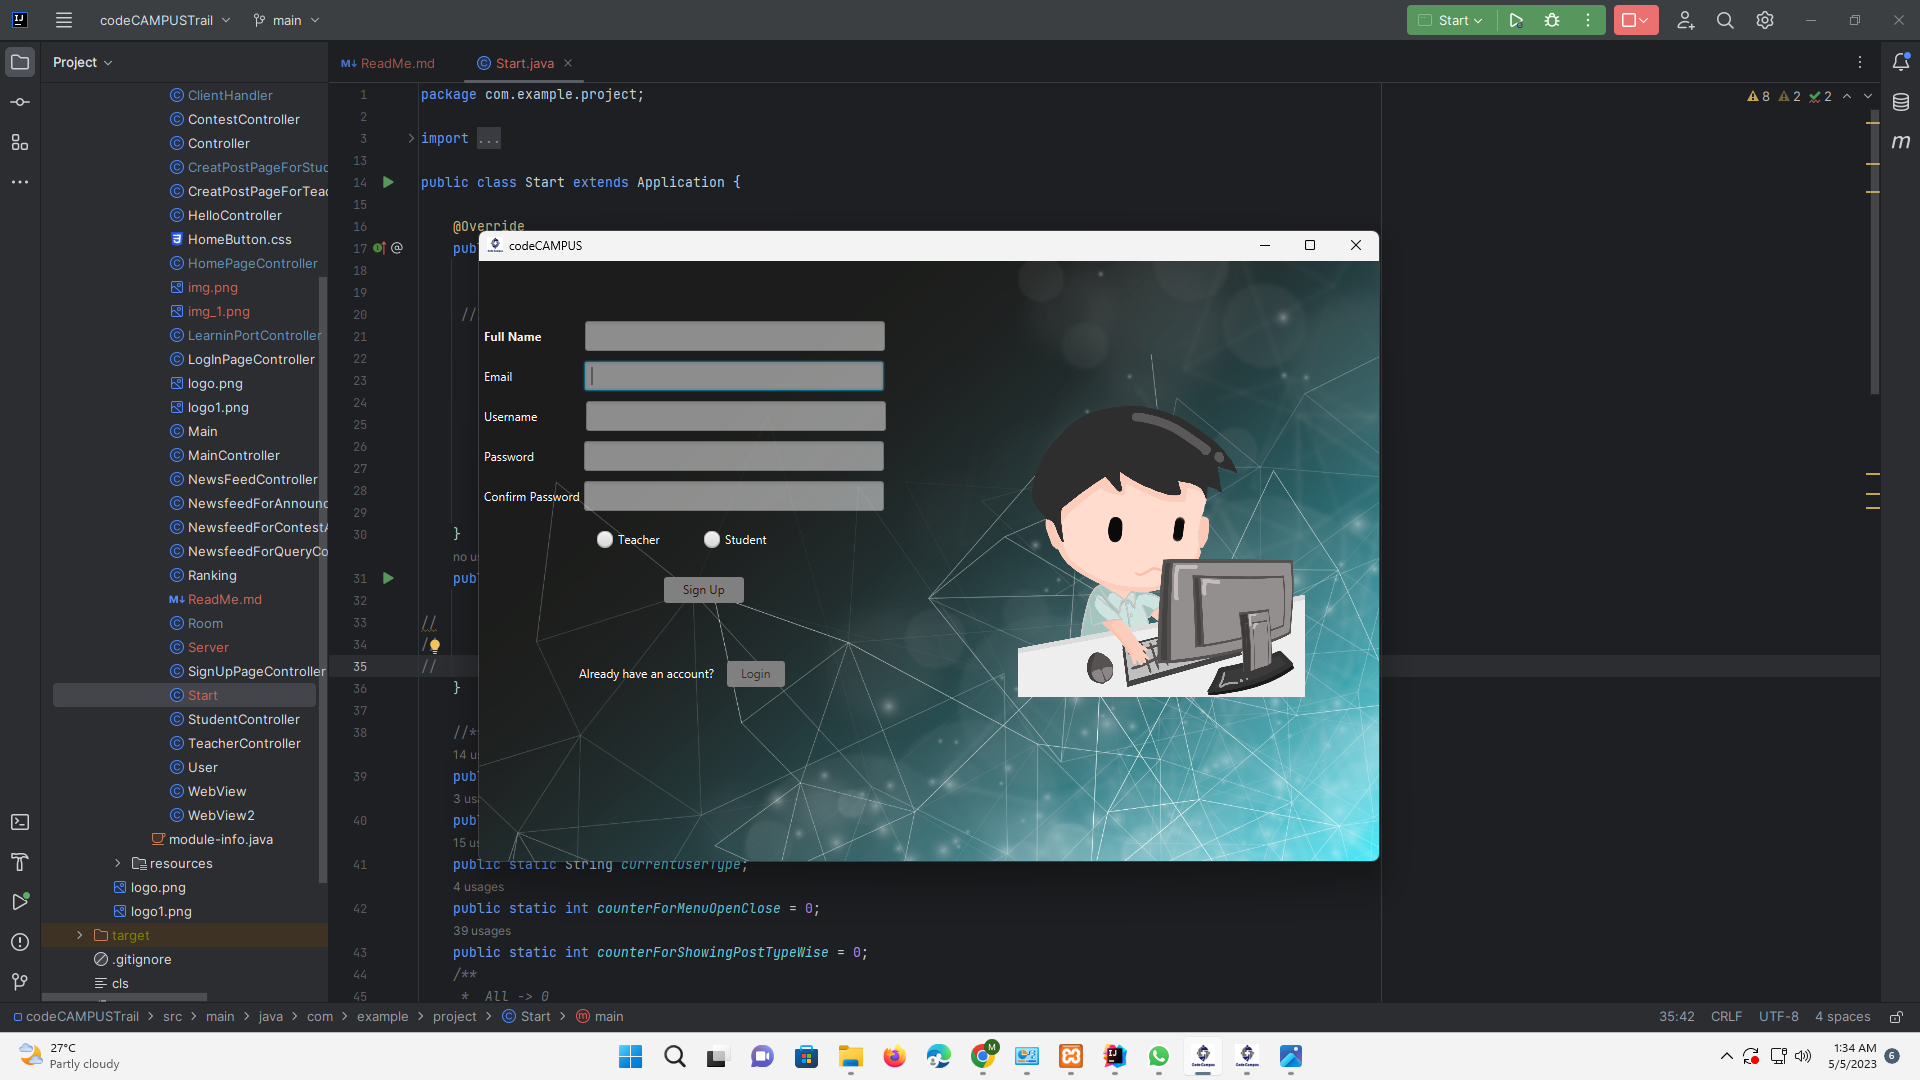 codeCAMPUSTrail
main
Start
Project
ReadMe.md
Start.java
ClientHandler
ContestController
Controller
CreatPostPageForStud
CreatPostPageForTeac
HelloController
HomeButton.css
HomePageController
img.png
img_1.png
LearninPortController
LogInPageController
logo.png
logo1.png
Main
MainController
NewsFeedController
NewsfeedForAnnounc
NewsfeedForContestA
NewsfeedForQueryCo
Ranking
ReadMe.md
Room
Server
SignUpPageController
Start
StudentController
TeacherController
User
WebView
WebView2
module-info.java
resources
logo.png
logo1.png
target
.gitignore
cls
8 2 2
1 package com.example.project;
2
3 import ...
13
14 public class Start extends Application {
15
16 @Override
17 pub
18
19
20 //
21
22
23
24
25
26
27
28
29
30 }
no us
31 pub
32
33 //
34 /
35 //
36 }
37
38 //*
14 us
39 pub
3 us
40 pub
15 us
41 public static String currentUserType;
4 usages
42 public static int counterForMenuOpenClose = 0;
39 usages
43 public static int counterForShowingPostTypeWise = 0;
44 /**
45 * All -> 0
codeCAMPUS
Full Name
Email
Username
Password
Confirm Password
Teacher Student
Sign Up
Already have an account? Login
codeCAMPUSTrail > src > main > java > com > example > project > Start > main
35:42 CRLF UTF-8 4 spaces
27°C
Partly cloudy
1:34 AM
5/5/2023
6